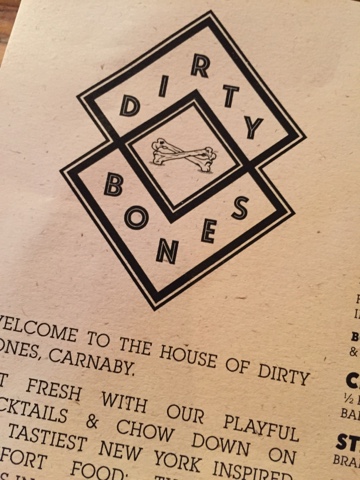 DIRTY
BONES
WELCOME TO THE HOUSE OF DIRTY
BONES, CARNABY.
FRESH WITH OUR PLAYFUL
& CHOW DOWN ON
TASTIEST NEW YORK INSPIRED
FOOD: